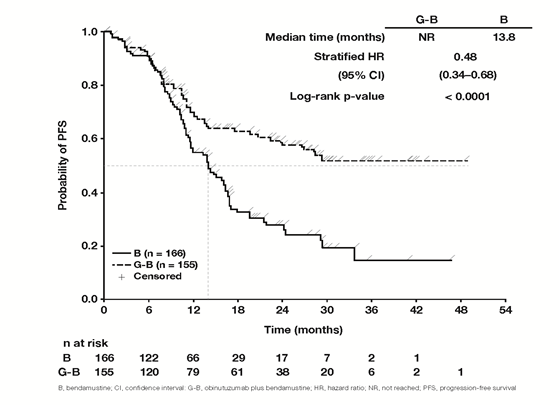 G-B B
Median time (months) NR 13.8
Stratified HR 0.48
(95% CI) (0.34–0.68)
Log-rank p-value < 0.0001
Probability of PFS
1.0
0.8
0.6
0.4
0.2
0.0
B (n = 166)
G-B (n = 155)
Censored
0 6 12 18 24 30 36 42 48 54
Time (months)
n at risk
B 166 122 66 29 17 7 2 1
G-B 155 120 79 61 38 20 6 2 1
B, bendamustine; CI, confidence interval: G-B, obinutuzumab plus bendamustine; HR, hazard ratio; NR, not reached; PFS, progression-free survival